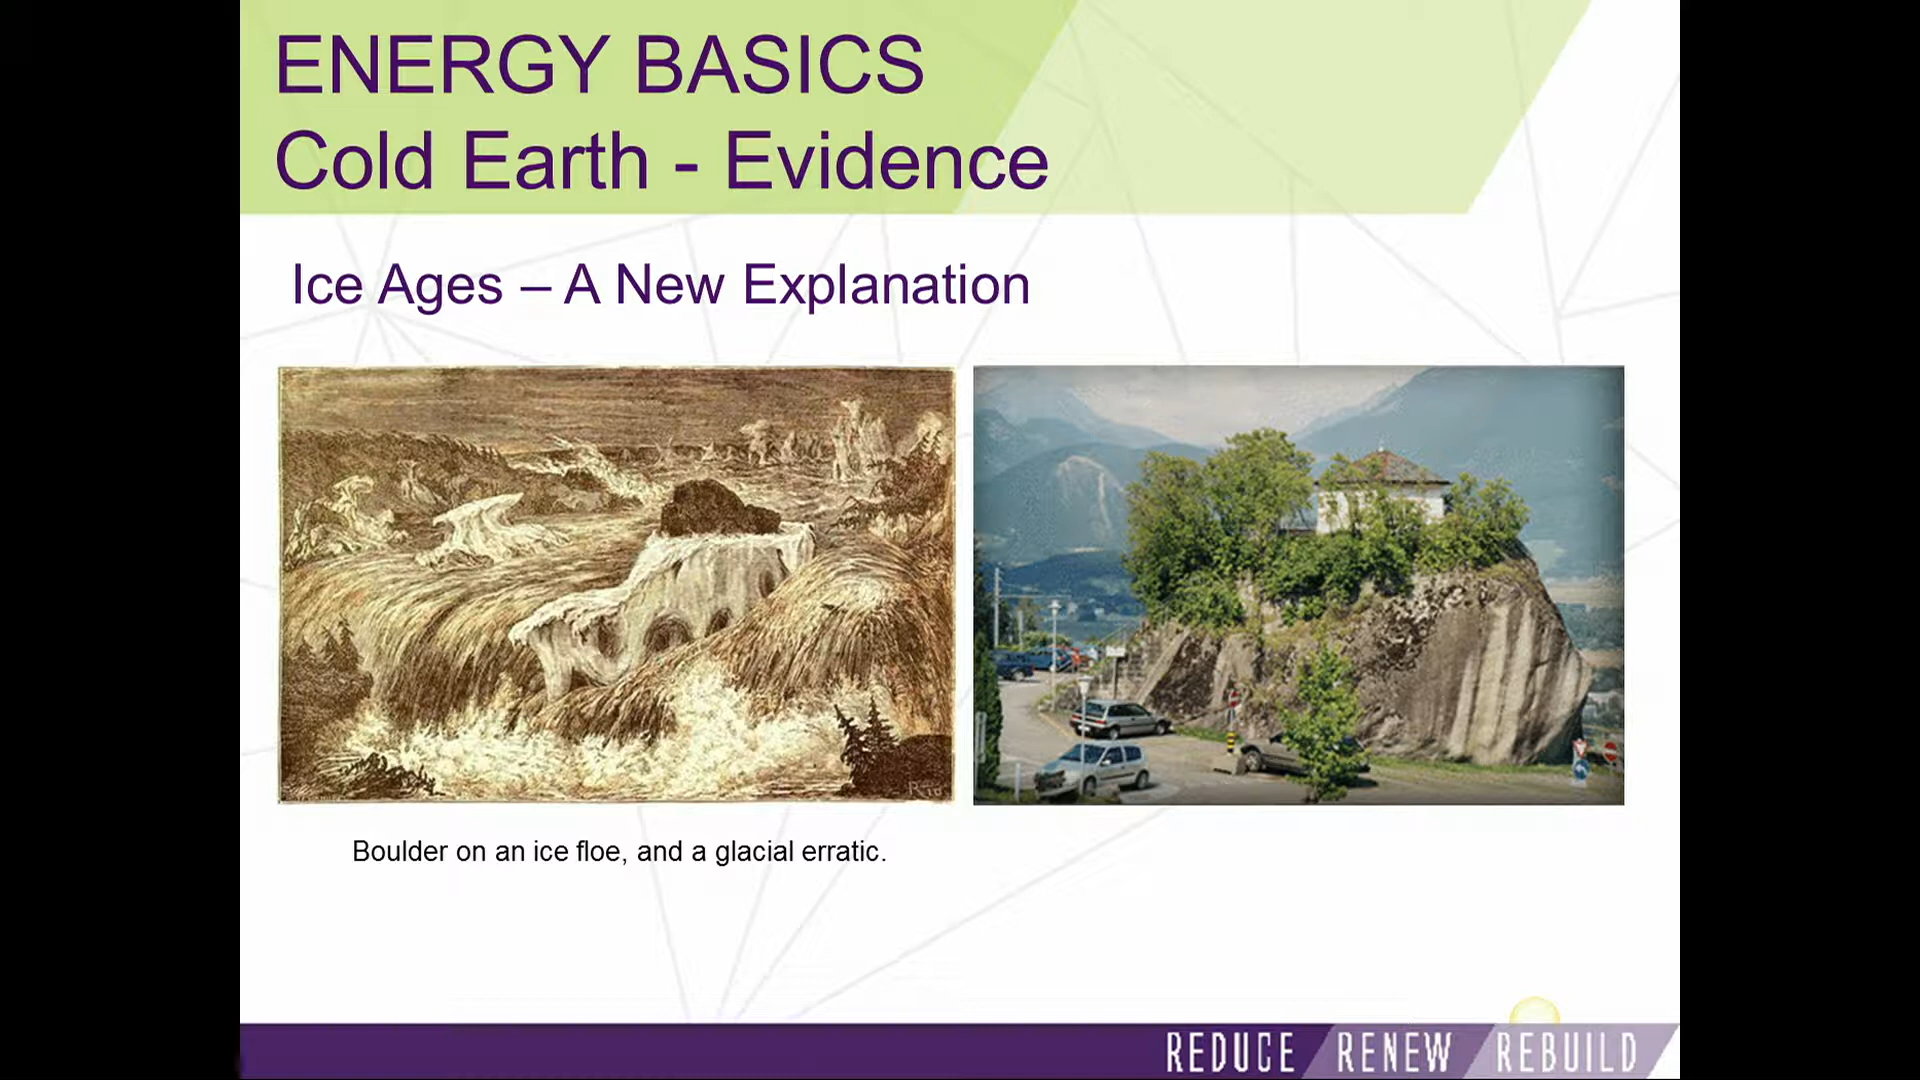 ENERGY BASICS
Cold Earth - Evidence
Ice Ages – A New Explanation
Boulder on an ice floe, and a glacial erratic.
REDUCE RENEW REBUILD